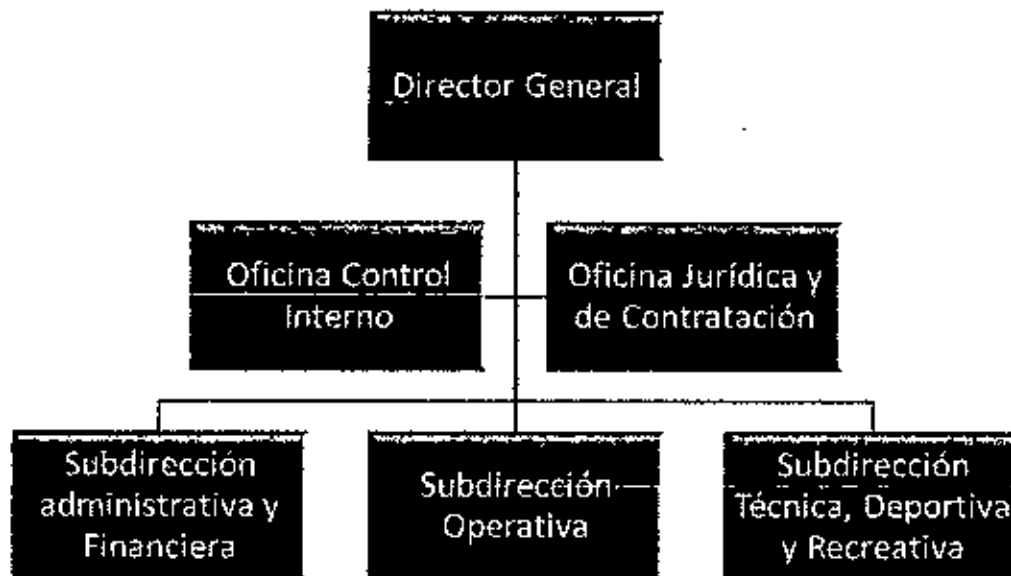 Director General
Oficina Control
Interno
Oficina Jurídica y
de Contratación
Subdirección
administrativa y
Financiera
Subdirección
Operativa
Subdirección
Técnica, Deportiva
y Recreativa